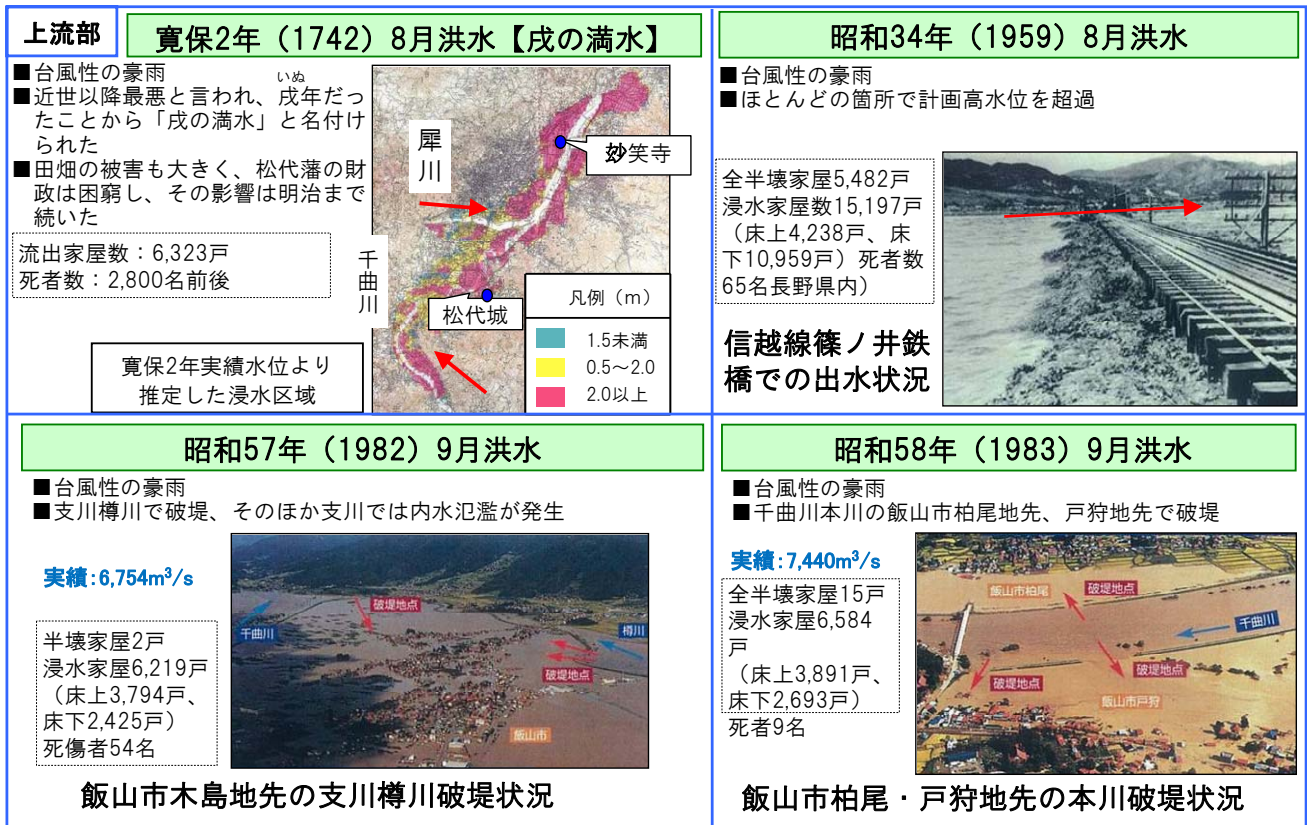 上流部
寛保2年（1742）8月洪水【戌の満水】
■台風性の豪雨
いぬ
■近世以降最悪と言われ、戌年だっ
たことから「戌の満水」と名付け
られた
■田畑の被害も大きく、松代藩の財
政は困窮し、その影響は明治まで
続いた
流出家屋数：6,323戸
死者数：2,800名前後
寛保2年実績水位より
推定した浸水区域
犀川
千曲川
妙笑寺
松代城
凡例（m）
1.5未満
0.5～2.0
2.0以上
昭和34年（1959）8月洪水
■台風性の豪雨
■ほとんどの箇所で計画高水位を超過
全半壊家屋5,482戸
浸水家屋数15,197戸
（床上4,238戸、床
下10,959戸）死者数
65名長野県内）
信越線篠ノ井鉄
橋での出水状況
昭和57年（1982）9月洪水
■台風性の豪雨
■支川樽川で破堤、そのほか支川では内水氾濫が発生
実績：6,754m³/s
半壊家屋2戸
浸水家屋6,219戸
（床上3,794戸、
床下2,425戸）
死傷者54名
千曲川
破堤地点
樽川
破堤地点
飯山市
飯山市木島地先の支川樽川破堤状況
昭和58年（1983）9月洪水
■台風性の豪雨
■千曲川本川の飯山市柏尾地先、戸狩地先で破堤
実績：7,440m³/s
全半壊家屋15戸
浸水家屋6,584
戸
（床上3,891戸、
床下2,693戸）
死者9名
飯山市柏尾
破堤地点
千曲川
破堤地点
破堤地点
飯山市戸狩
飯山市柏尾・戸狩地先の本川破堤状況